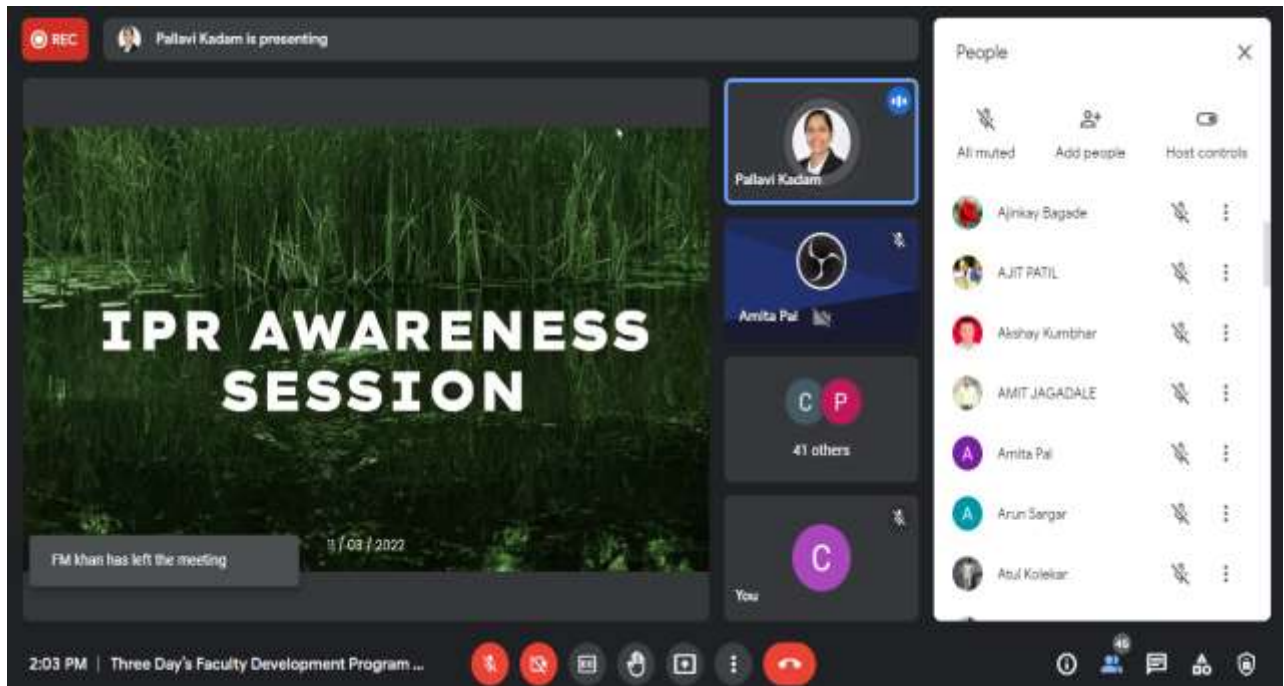 REC
Pallavi Kadam is presenting
IPR AWARENESS
SESSION
/ 03 / 2022
FM khan has left the meeting
Pallavi Kadam
Amita Pal
C P
41 others
C
You
People
All muted
Add people
Host controls
Ajinkay Bagade
AJIT PATIL
Akshay Kumbhar
AMIT JAGADALE
A
Amita Pal
A
Arun Sargar
Atul Kolekar
2:03 PM | Three Day's Faculty Development Program ...